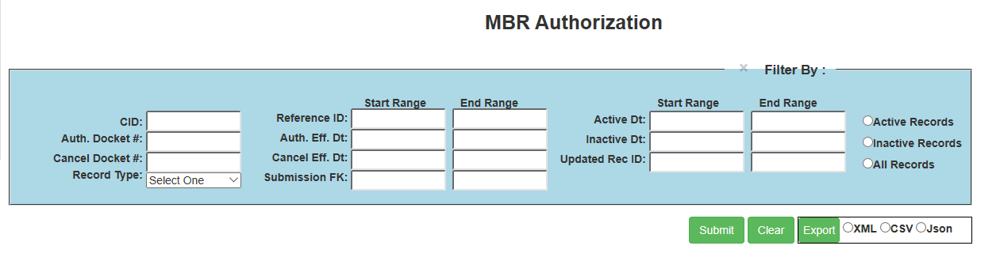 MBR Authorization
× Filter By :
Start Range End Range Start Range End Range
CID: Reference ID: Active Dt: Active Records
Auth. Docket #: Auth. Eff. Dt: Inactive Dt: Inactive Records
Cancel Docket #: Cancel Eff. Dt: Updated Rec ID: All Records
Record Type: Select One Submission FK:
Submit Clear Export XML CSV Json